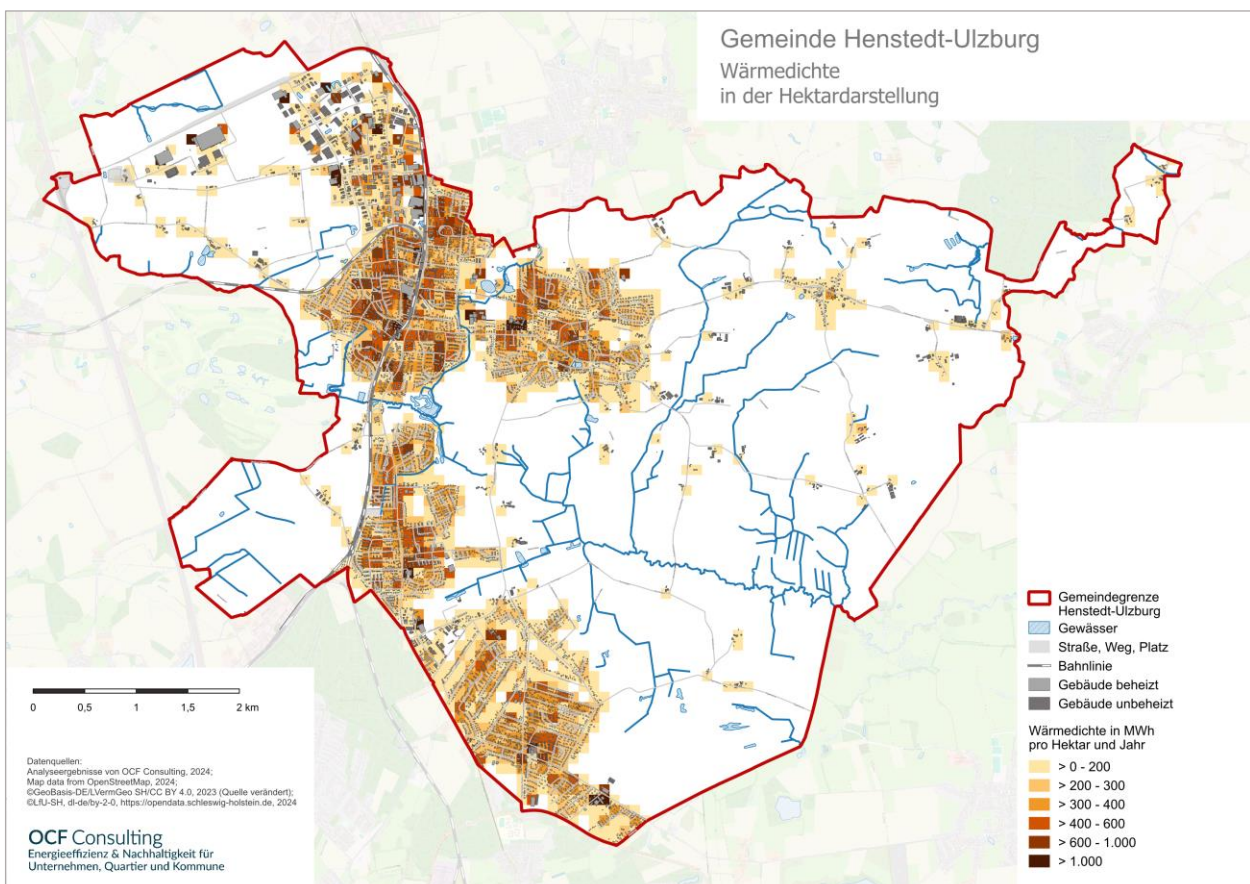 Gemeinde Henstedt-Ulzburg
Wärmedichte
in der Hektardarstellung
Gemeindegrenze
Henstedt-Ulzburg
Gewässer
Straße, Weg, Platz
Bahnlinie
Gebäude beheizt
Gebäude unbeheizt
Wärmedichte in MWh
pro Hektar und Jahr
> 0 - 200
> 200 - 300
> 300 - 400
> 400 - 600
> 600 - 1.000
> 1.000
0 0,5 1 1,5 2 km
Datenquellen:
Analyseergebnisse von OCF Consulting, 2024;
Map data from OpenStreetMap, 2024;
©GeoBasis-DE/LVermGeo SH/CC BY 4.0, 2023 (Quelle verändert);
©LfU-SH, dl-de/by-2-0, https://opendata.schleswig-holstein.de, 2024
OCF Consulting
Energieeffizienz & Nachhaltigkeit für
Unternehmen, Quartier und Kommune